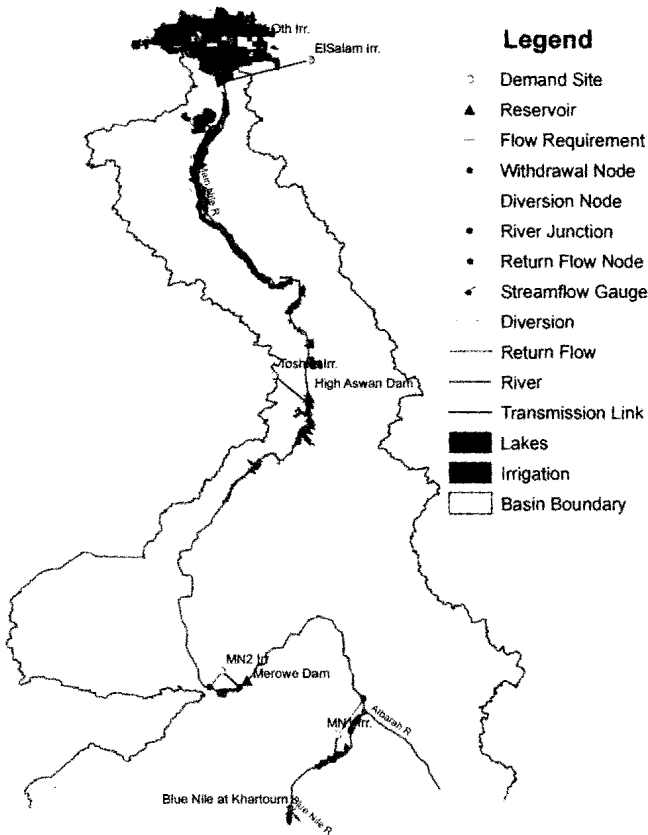 Oth Irr.
ElSalam Irr.
Main Nile R
High Aswan Dam
MN2 Irr
Merowe Dam
Atbarah R
MN1 Irr.
Blue Nile at Khartoum
Blue Nile R
Legend
Demand Site
Reservoir
Flow Requirement
Withdrawal Node
Diversion Node
River Junction
Return Flow Node
Streamflow Gauge
Diversion
Return Flow
River
Transmission Link
Lakes
Irrigation
Basin Boundary